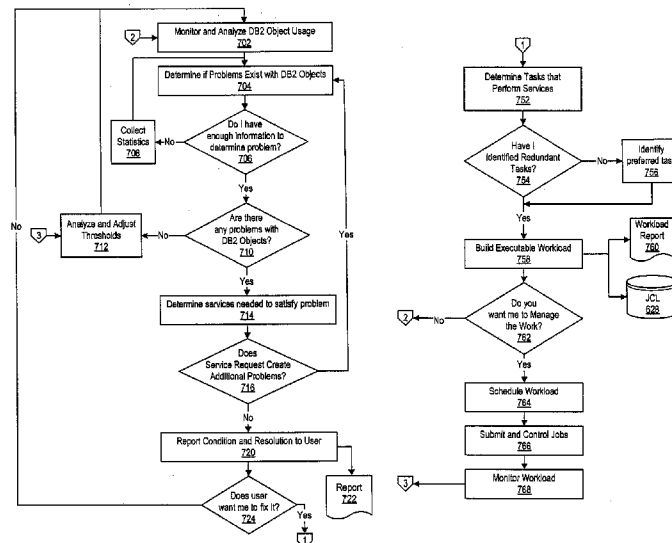 2
Monitor and Analyze DB2 Object Usage
702
Determine if Problems Exist with DB2 Objects
704
Collect
Statistics
708
No
Do I have
enough information to
determine problem?
706
Yes
No
3
Analyze and Adjust
Thresholds
712
No
Are there
any problems with
DB2 Objects?
710
Yes
Yes
Determine services needed to satisfy problem
714
Does
Service Request Create
Additional Problems?
716
No
Report Condition and Resolution to User
720
Report
722
Does user
want me to fix it?
724
Yes
1
1
Determine Tasks that
Perform Services
752
Have I
Identified Redundant
Tasks?
754
No
Identify
preferred task
756
Yes
Build Executable Workload
758
Workload
Report
760
JCL
628
Do you
want me to Manage
the Work?
762
No
2
Yes
Schedule Workload
764
Submit and Control Jobs
766
Monitor Workload
768
3